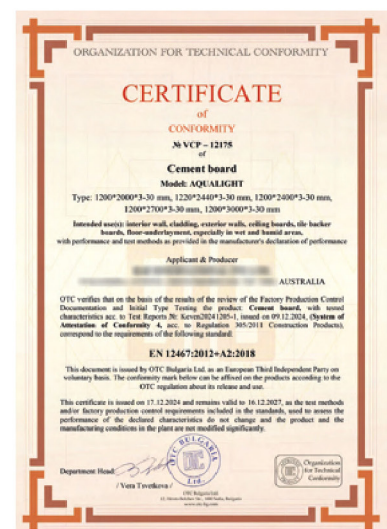 ORGANIZATION FOR TECHNICAL CONFORMITY
CERTIFICATE
of
CONFORMITY
№ VCP – 12175
of
Cement board
Model: AQUALIGHT
Type: 1200*2000*3-30 mm, 1220*2440*3-30 mm, 1200*2400*3-30 mm,
1200*2700*3-30 mm, 1200*3000*3-30 mm
Intended use(s): interior wall, cladding, exterior walls, ceiling boards, tile backer
boards, floor-underlayment, especially in wet and humid areas,
with performance and test methods as provided in the manufacturer's declaration of performance
Applicant & Producer
AUSTRALIA
OTC verifies that on the basis of the results of the review of the Factory Production Control
Documentation and Initial Type Testing the product: Cement board, with tested
characteristics acc. to Test Reports №: Keven20241205-1, issued on 09.12.2024, (System of
Attestation of Conformity 4, acc. to Regulation 305/2011 Construction Products),
correspond to the requirements of the following standard:
EN 12467:2012+A2:2018
This document is issued by OTC Bulgaria Ltd. as an European Third Independent Party on
voluntary basis. The conformity mark below can be affixed on the products according to the
OTC regulation about its release and use.
This certificate is issued on 17.12.2024 and remains valid to 16.12.2027, as the test methods
and/or factory production control requirements included in the standards, used to assess the
performance of the declared characteristics do not change and the product and the
manufacturing conditions in the plant are not modified significantly.
Department Head:
/ Vera Tsvetkova /
OTC BULGARIA
Ltd.
Organization
for Technical
Conformity
OTC Bulgaria Ltd.